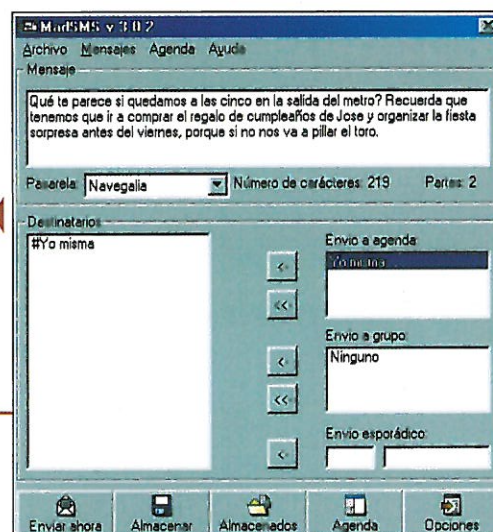 MadSMS v 3.0.2
Archivo Mensajes Agenda Ayuda
Mensaje
Qué te parece si quedamos a las cinco en la salida del metro? Recuerda que
tenemos que ir a comprar el regalo de cumpleaños de Jose y organizar la fiesta
sorpresa antes del viernes, porque si no nos va a pillar el toro.
Pasarela: Navegalia Número de carácteres: 219 Partes: 2
Destinatarios
#Yo misma
Envio a agenda:
Yo misma
<
<<
Envio a grupo:
Ninguno
<
<<
Envio esporádico:
<
Enviar ahora Almacenar Almacenados Agenda Opciones